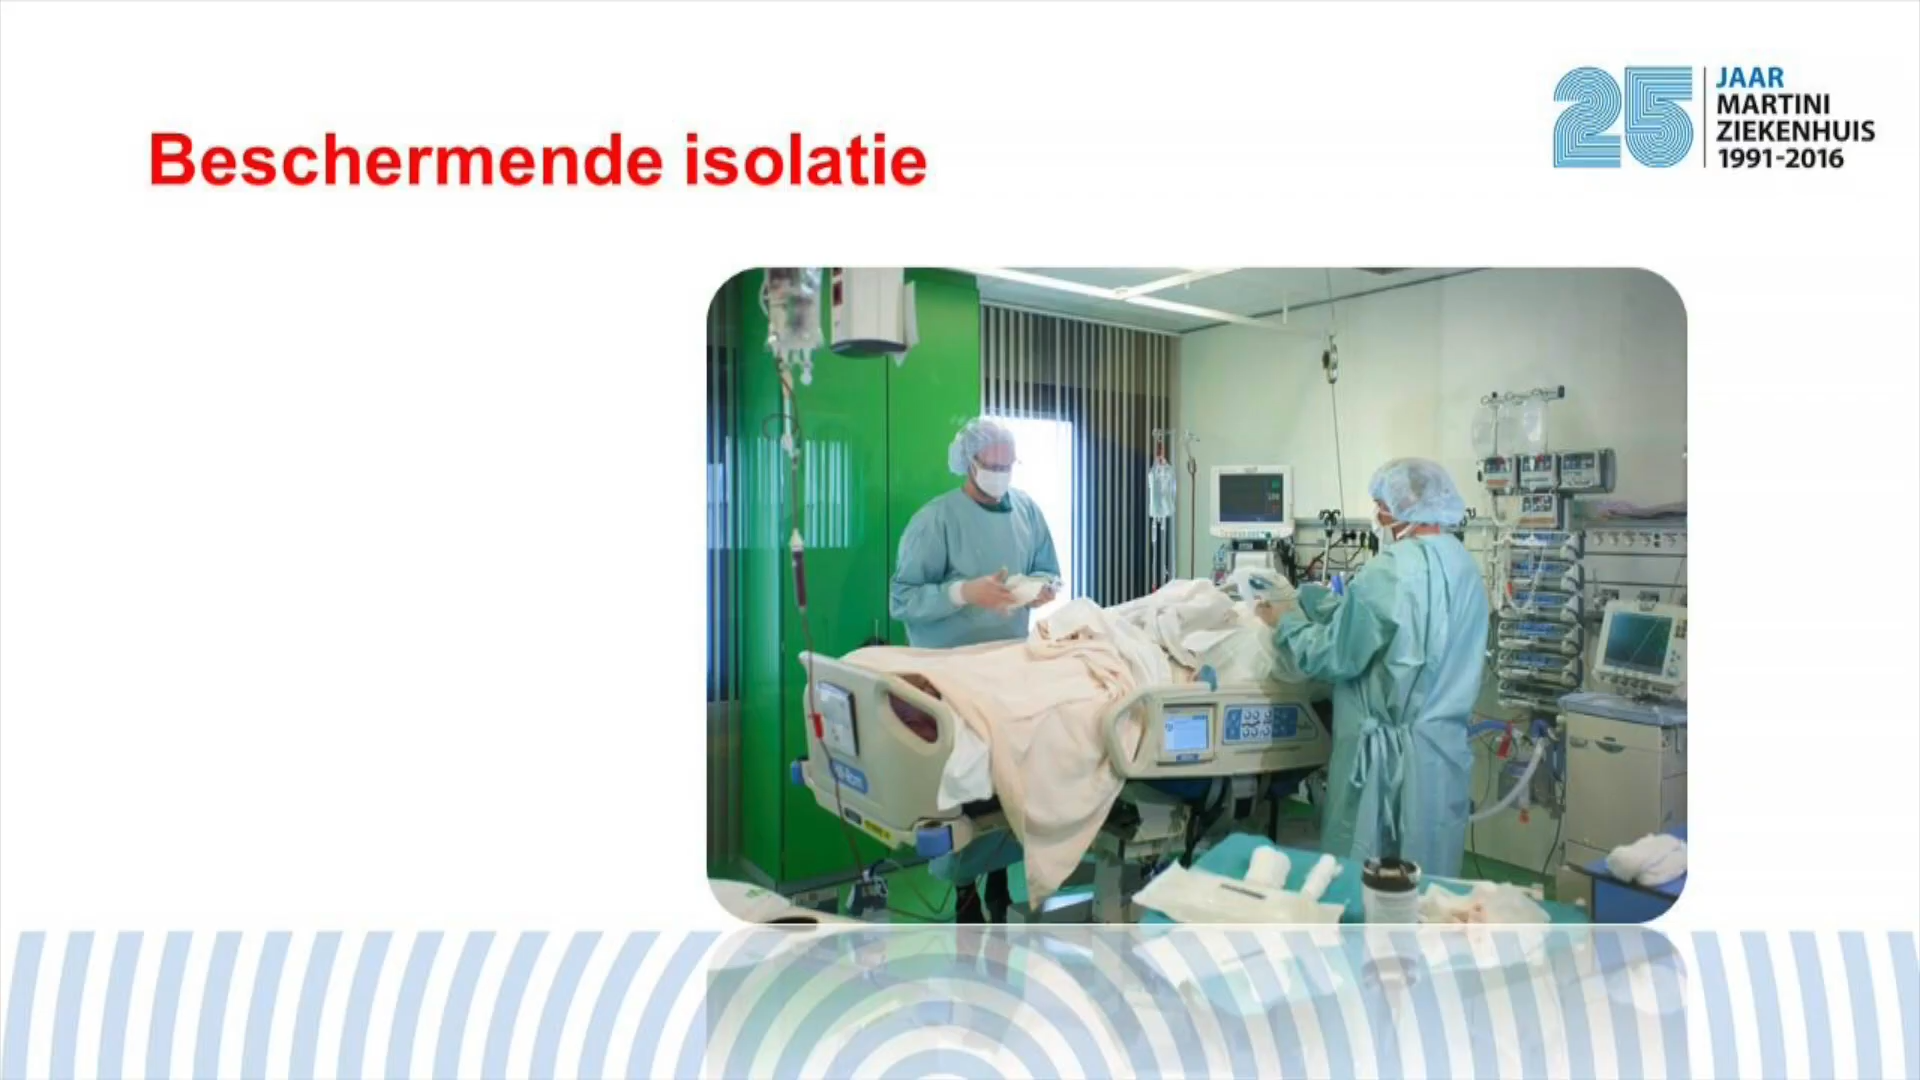 Beschermende isolatie
25 JAAR
MARTINI
ZIEKENHUIS
1991-2016